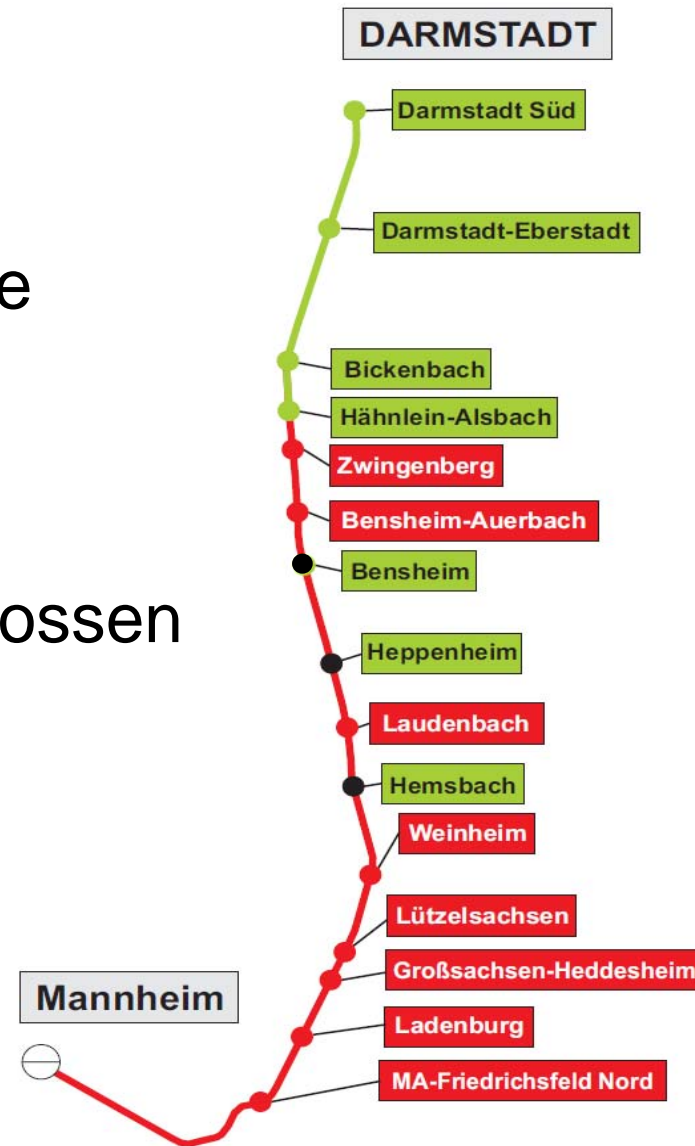 DARMSTADT
Darmstadt Süd
Darmstadt-Eberstadt
e
Bickenbach
Hähnlein-Alsbach
Zwingenberg
Bensheim-Auerbach
Bensheim
ossen
Heppenheim
Laudenbach
Hemsbach
Weinheim
Lützelsachsen
Großsachsen-Heddesheim
Mannheim
Ladenburg
MA-Friedrichsfeld Nord